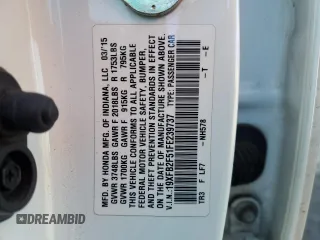 MFD. BY HONDA MFG. OF INDIANA, LLC 03/15
GVWR 3748LBS GAWR F 2018LBS R 1753LBS
GVWR 1700KG GAWR F 915KG R 795KG
THIS VEHICLE CONFORMS TO ALL APPLICABLE
FEDERAL MOTOR VEHICLE SAFETY, BUMPER,
AND THEFT PREVENTION STANDARDS IN EFFECT
ON THE DATE OF MANUFACTURE SHOWN ABOVE.
V.I.N.: 19XFB2F51FE239737 TYPE: PASSENGER CAR
NH578 T E
TR3 F LF7
DREAMBID